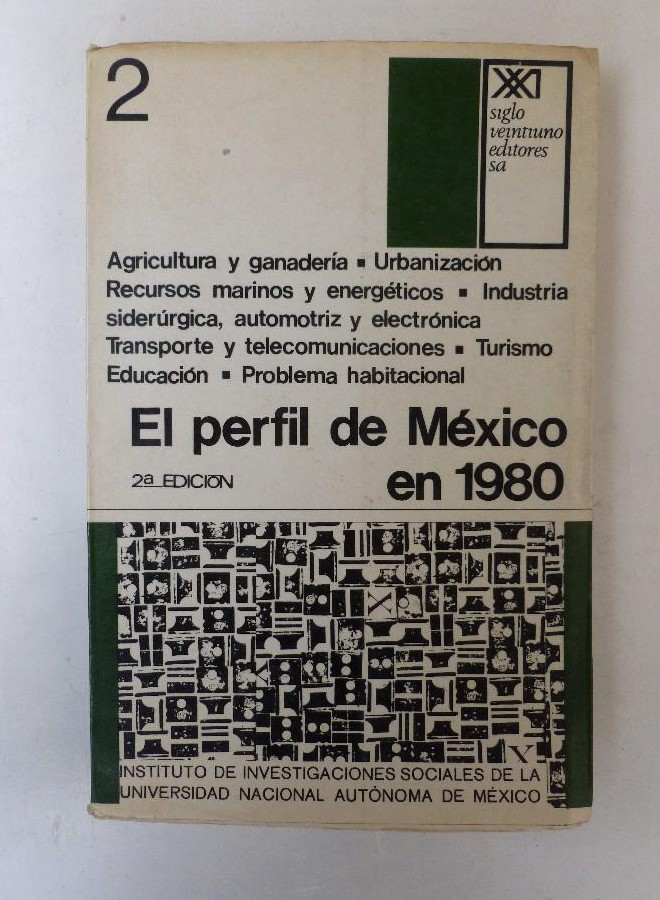 2
XXI
siglo
veintiuno
editores
sa
Agricultura y ganadería ▪ Urbanización
Recursos marinos y energéticos ▪ Industria
siderúrgica, automotriz y electrónica
Transporte y telecomunicaciones ▪ Turismo
Educación ▪ Problema habitacional
El perfil de México
en 1980
2a EDICIÓN
INSTITUTO DE INVESTIGACIONES SOCIALES DE LA
UNIVERSIDAD NACIONAL AUTÓNOMA DE MÉXICO